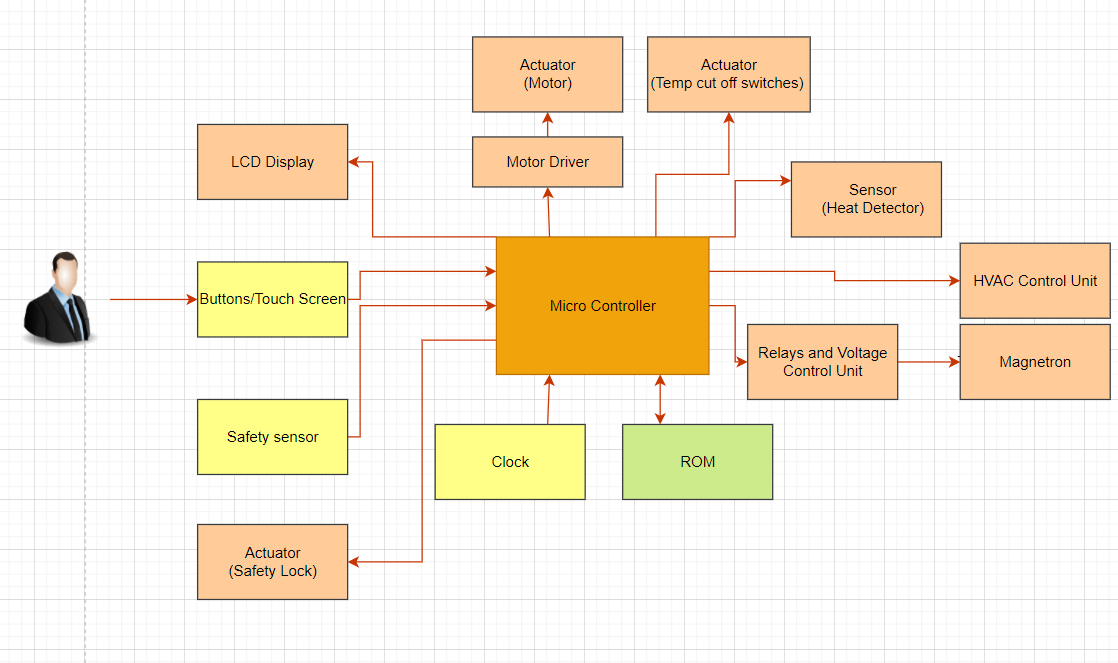 Actuator
(Motor)
Actuator
(Temp cut off switches)
LCD Display
Motor Driver
Sensor
(Heat Detector)
HVAC Control Unit
Buttons/Touch Screen
Micro Controller
Relays and Voltage
Control Unit
Magnetron
Safety sensor
Clock
ROM
Actuator
(Safety Lock)